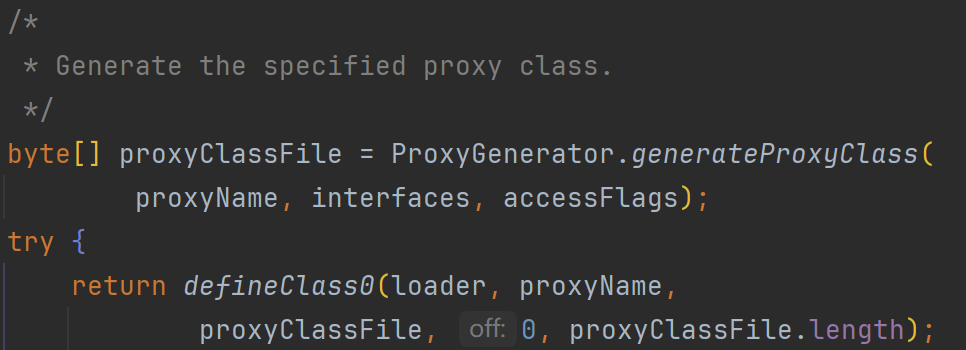 /*
 * Generate the specified proxy class.
 */
byte[] proxyClassFile = ProxyGenerator.generateProxyClass(
        proxyName, interfaces, accessFlags);
try {
    return defineClass0(loader, proxyName,
            proxyClassFile, off: 0, proxyClassFile.length);